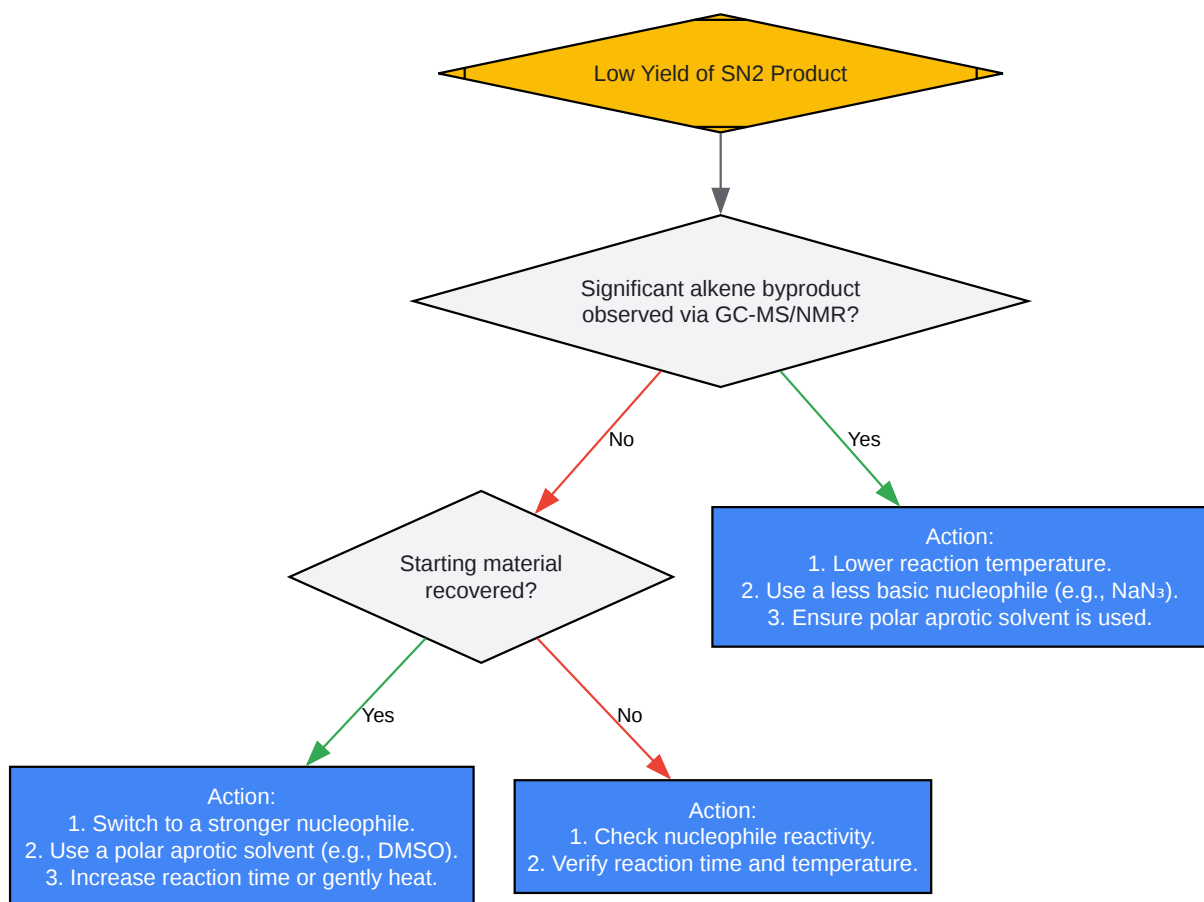 Low Yield of SN2 Product
Significant alkene byproduct
observed via GC-MS/NMR?
No
Yes
Starting material
recovered?
Action:
1. Lower reaction temperature.
2. Use a less basic nucleophile (e.g., NaN₃).
3. Ensure polar aprotic solvent is used.
Yes
No
Action:
1. Switch to a stronger nucleophile.
2. Use a polar aprotic solvent (e.g., DMSO).
3. Increase reaction time or gently heat.
Action:
1. Check nucleophile reactivity.
2. Verify reaction time and temperature.